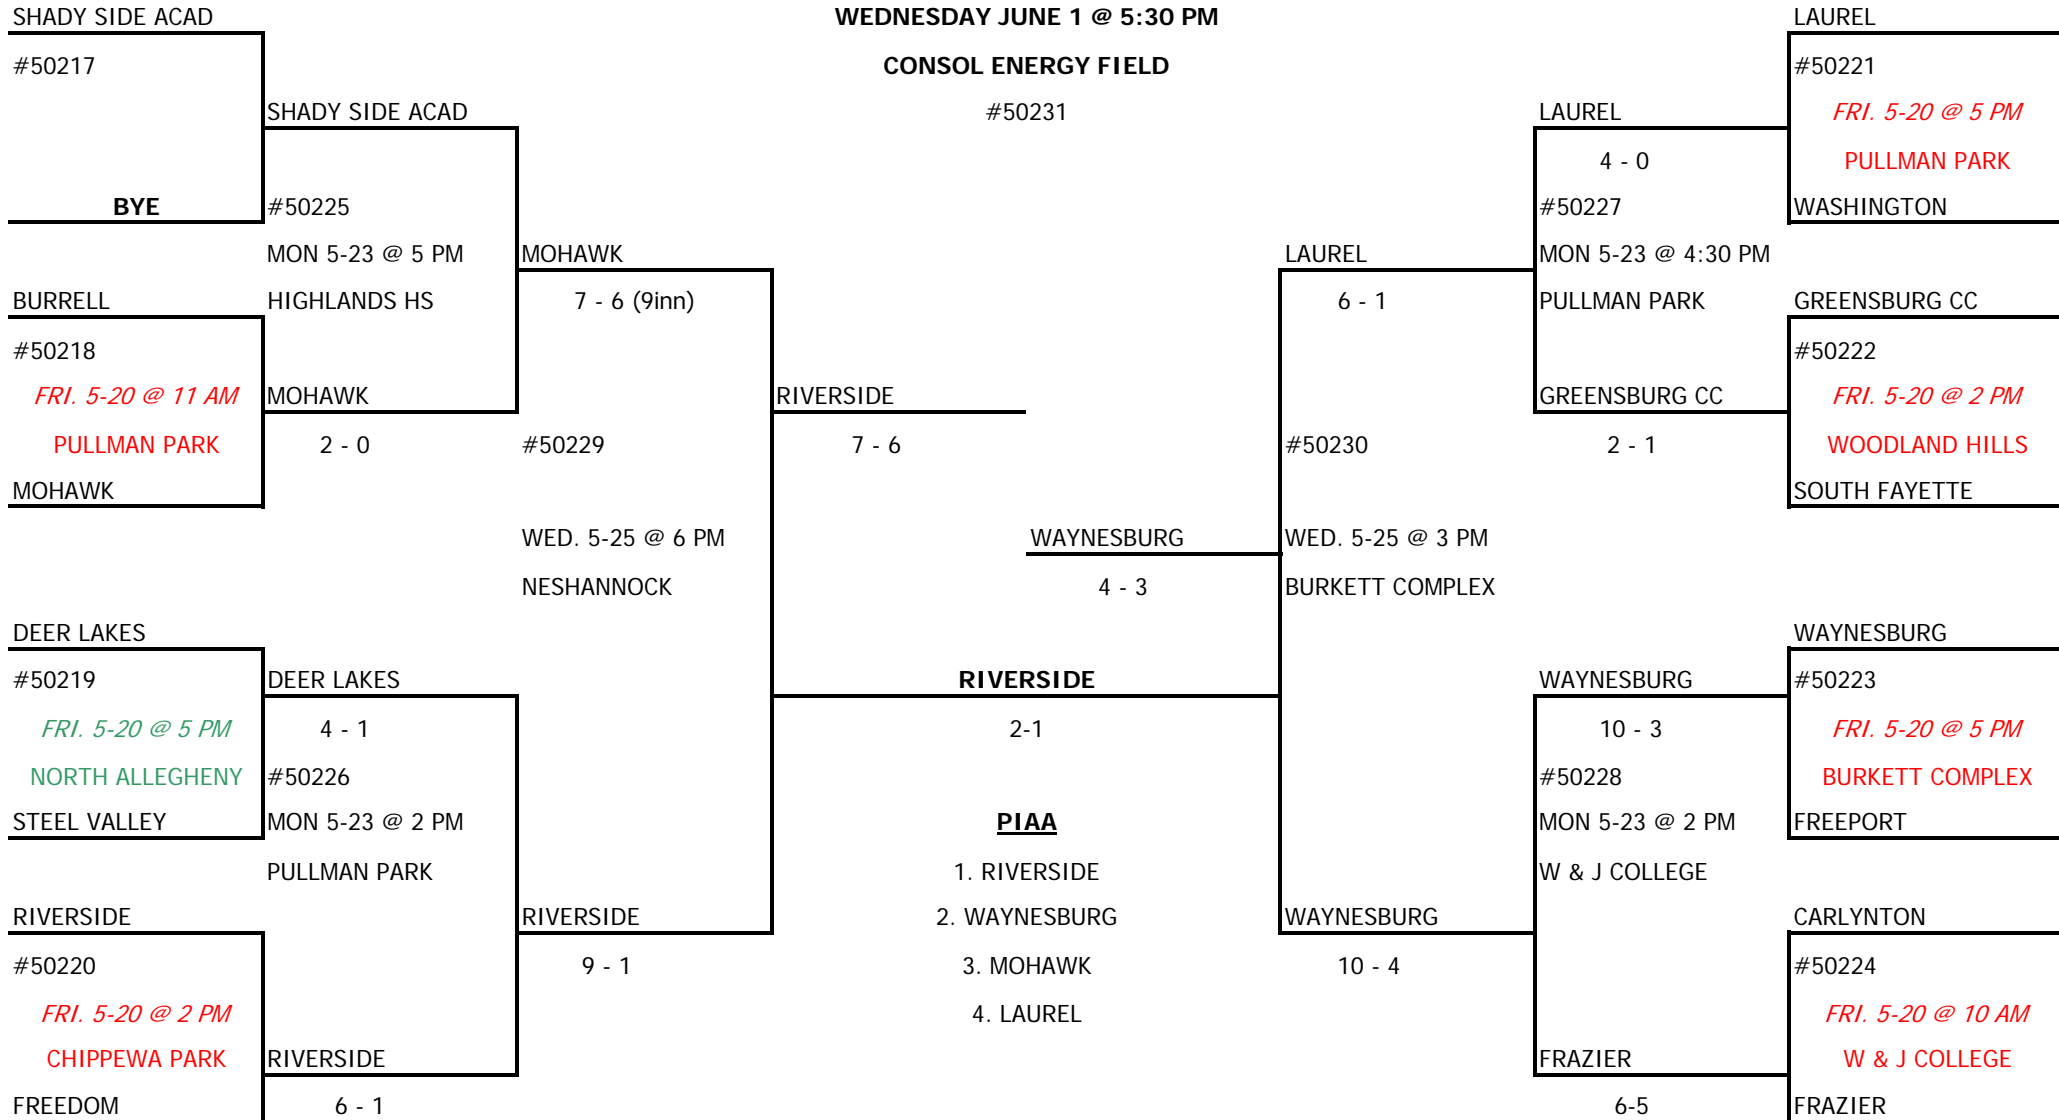 SHADY SIDE ACAD
WEDNESDAY JUNE 1 @ 5:30 PM
LAUREL
#50217
CONSOL ENERGY FIELD
#50221
SHADY SIDE ACAD
#50231
LAUREL
FRI. 5-20 @ 5 PM
4 - 0
PULLMAN PARK
BYE
#50225
#50227
WASHINGTON
MON 5-23 @ 5 PM
MOHAWK
LAUREL
MON 5-23 @ 4:30 PM
BURRELL
HIGHLANDS HS
7 - 6 (9inn)
6 - 1
PULLMAN PARK
GREENSBURG CC
#50218
#50222
FRI. 5-20 @ 11 AM
MOHAWK
RIVERSIDE
GREENSBURG CC
FRI. 5-20 @ 2 PM
PULLMAN PARK
2 - 0
#50229
7 - 6
#50230
2 - 1
WOODLAND HILLS
MOHAWK
SOUTH FAYETTE
WED. 5-25 @ 6 PM
WAYNESBURG
WED. 5-25 @ 3 PM
NESHANNOCK
4 - 3
BURKETT COMPLEX
DEER LAKES
WAYNESBURG
#50219
DEER LAKES
RIVERSIDE
WAYNESBURG
#50223
FRI. 5-20 @ 5 PM
4 - 1
2-1
10 - 3
FRI. 5-20 @ 5 PM
NORTH ALLEGHENY
#50226
#50228
BURKETT COMPLEX
STEEL VALLEY
MON 5-23 @ 2 PM
PIAA
MON 5-23 @ 2 PM
FREEPORT
PULLMAN PARK
1. RIVERSIDE
W & J COLLEGE
RIVERSIDE
RIVERSIDE
2. WAYNESBURG
WAYNESBURG
CARLYNTON
#50220
9 - 1
3. MOHAWK
10 - 4
#50224
FRI. 5-20 @ 2 PM
4. LAUREL
FRI. 5-20 @ 10 AM
CHIPPEWA PARK
RIVERSIDE
FRAZIER
W & J COLLEGE
FREEDOM
6 - 1
6-5
FRAZIER